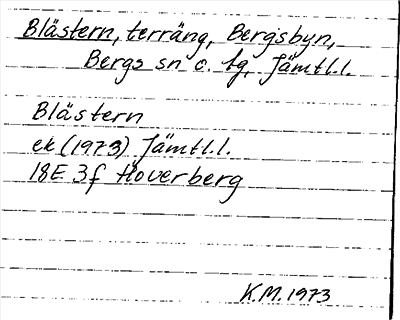 Blästern, terräng, Bergsbyn,
Bergs sn o. tg, Jämtl.l.
Blästern
ek (1973) Jämtl.l.
18E 3f Hoverberg
K.M. 1973